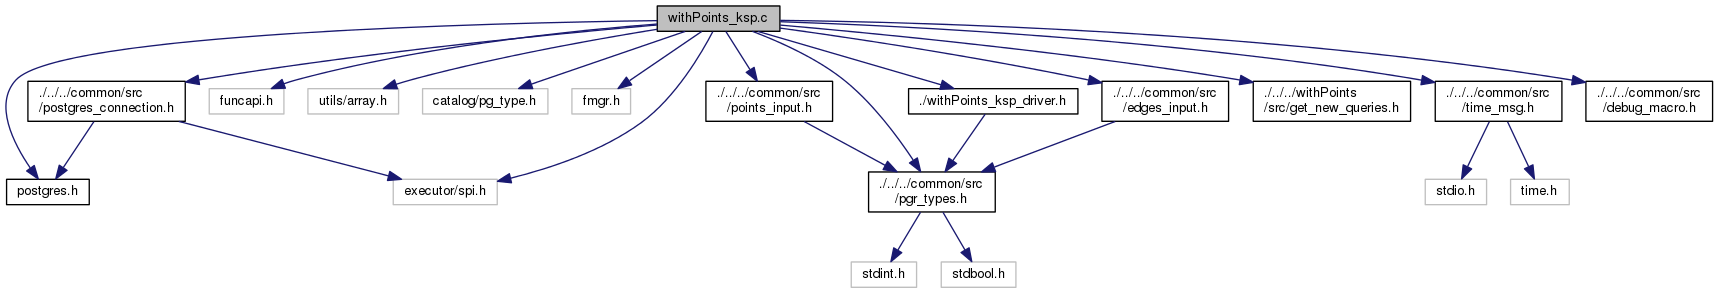 withPoints_ksp.c
./../../common/src
/postgres_connection.h
funcapi.h
utils/array.h
catalog/pg_type.h
fmgr.h
./../../common/src
/points_input.h
./withPoints_ksp_driver.h
./../../common/src
/edges_input.h
./../../withPoints
/src/get_new_queries.h
./../../common/src
/time_msg.h
./../../common/src
/debug_macro.h
postgres.h
executor/spi.h
./../../common/src
/pgr_types.h
stdio.h
time.h
stdint.h
stdbool.h